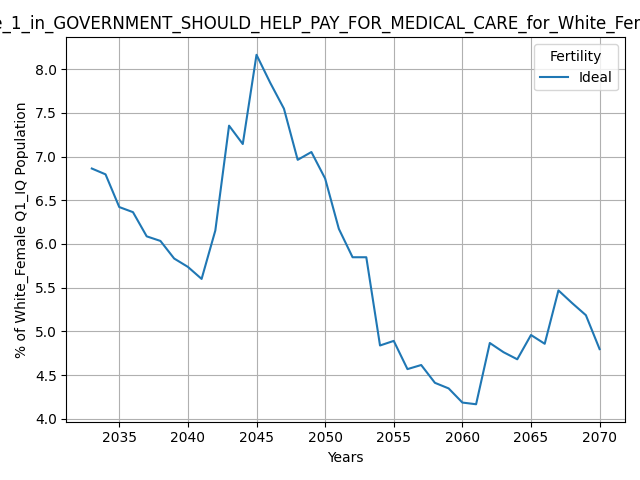 e_1_in_GOVERNMENT_SHOULD_HELP_PAY_FOR_MEDICAL_CARE_for_White_Fer
Fertility
Ideal
8.0
7.5
7.0
6.5
6.0
5.5
5.0
4.5
4.0
% of White_Female Q1_IQ Population
2035 2040 2045 2050 2055 2060 2065 2070
Years